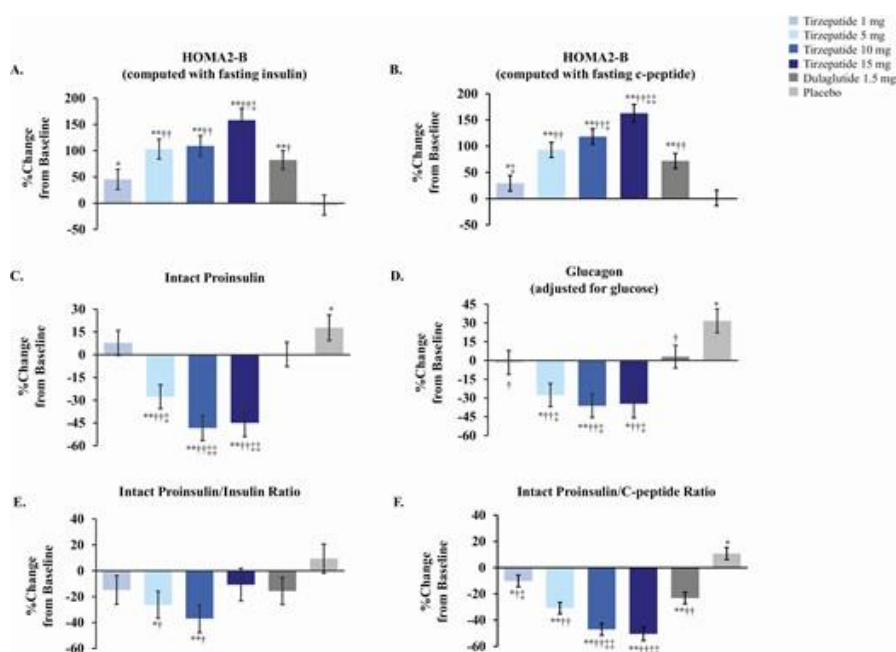 Tirzepatide 1 mg
Tirzepatide 5 mg
Tirzepatide 10 mg
Tirzepatide 15 mg
Dulaglutide 1.5 mg
Placebo
A.
HOMA2-B
(computed with fasting insulin)
%Change
from Baseline
200
150
100
50
0
-50
*
**††
**††
**††‡
**†
B.
HOMA2-B
(computed with fasting c-peptide)
%Change
from Baseline
200
150
100
50
0
-50
*‡
**††
**††‡
**††‡‡
**††
C.
Intact Proinsulin
%Change
from Baseline
30
15
0
-15
-30
-45
-60
**††‡
**††‡‡
**††‡‡
*
D.
Glucagon
(adjusted for glucose)
%Change
from Baseline
45
30
15
0
-15
-30
-45
-60
†
*††‡
**††‡
*††‡
†
*
E.
Intact Proinsulin/Insulin Ratio
%Change
from Baseline
40
20
0
-20
-40
-60
*†
**†
F.
Intact Proinsulin/C-peptide Ratio
%Change
from Baseline
40
20
0
-20
-40
-60
*†‡
**††
**††‡‡
**††‡‡
**††
*